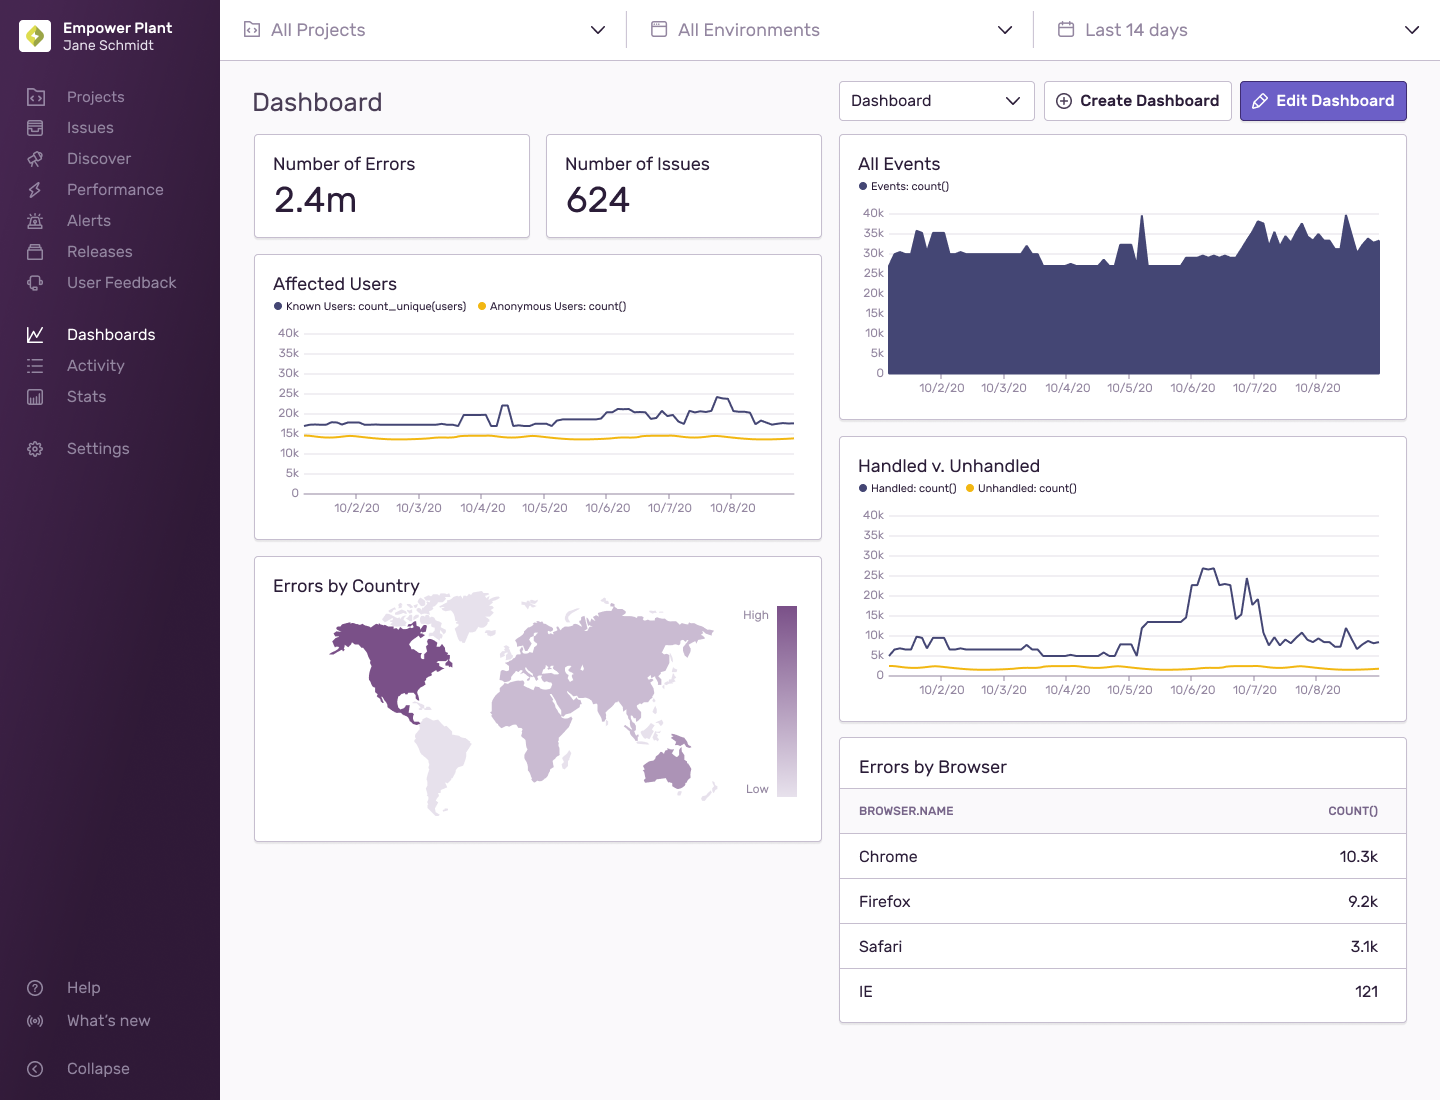 Empower Plant
Jane Schmidt
Projects
Issues
Discover
Performance
Alerts
Releases
User Feedback
Dashboards
Activity
Stats
Settings
Help
What's new
Collapse
All Projects
All Environments
Last 14 days
Dashboard
Dashboard
Create Dashboard
Edit Dashboard
Number of Errors
2.4m
Number of Issues
624
Affected Users
Known Users: count_unique(users) Anonymous Users: count()
40k
35k
30k
25k
20k
15k
10k
5k
0
10/2/20 10/3/20 10/4/20 10/5/20 10/6/20 10/7/20 10/8/20
Errors by Country
High
Low
All Events
Events: count()
40k
35k
30k
25k
20k
15k
10k
5k
0
10/2/20 10/3/20 10/4/20 10/5/20 10/6/20 10/7/20 10/8/20
Handled v. Unhandled
Handled: count() Unhandled: count()
40k
35k
30k
25k
20k
15k
10k
5k
0
10/2/20 10/3/20 10/4/20 10/5/20 10/6/20 10/7/20 10/8/20
Errors by Browser
BROWSER.NAME COUNT()
Chrome 10.3k
Firefox 9.2k
Safari 3.1k
IE 121